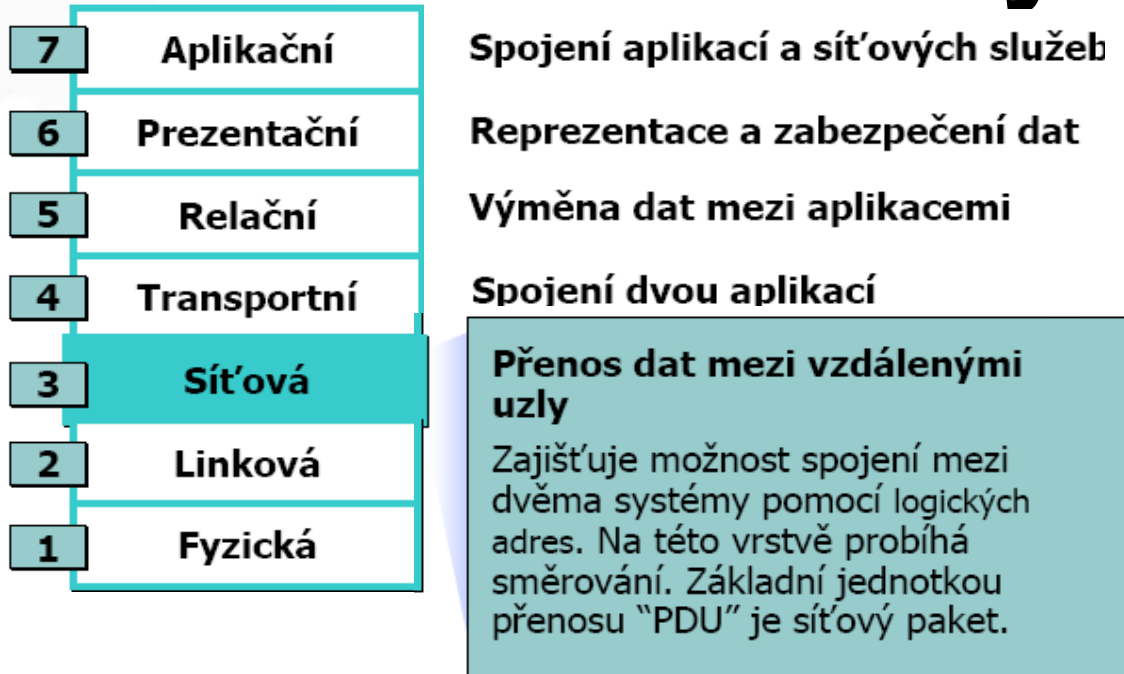 7 Aplikační Spojení aplikací a síťových služeb
6 Prezentační Reprezentace a zabezpečení dat
5 Relační Výměna dat mezi aplikacemi
4 Transportní Spojení dvou aplikací
3 Síťová
Přenos dat mezi vzdálenými
uzly
Zajišťuje možnost spojení mezi
dvěma systémy pomocí logických
adres. Na této vrstvě probíhá
směrování. Základní jednotkou
přenosu “PDU” je síťový paket.
2 Linková
1 Fyzická